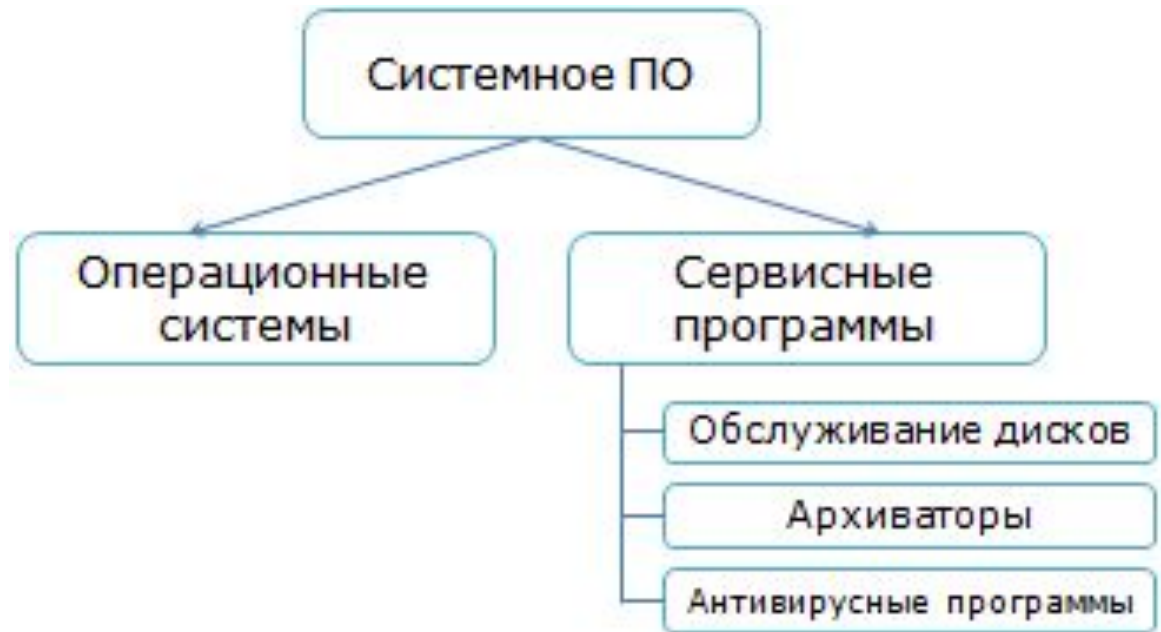 Системное ПО
Операционные
системы
Сервисные
программы
Обслуживание дисков
Архиваторы
Антивирусные программы